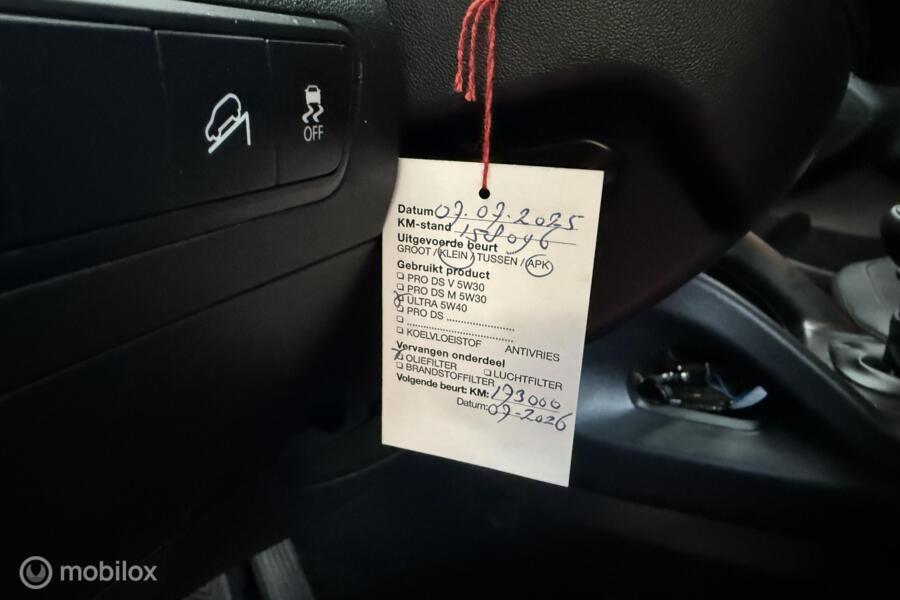 OFF
Datum 07.07.2025
KM-stand 158096
Uitgevoerde beurt
GROOT / KLEIN / TUSSEN / APK
Gebruikt product
PRO DS V 5W30
PRO DS M 5W30
ULTRA 5W40
PRO DS ........................
....................................
KOELVLOEISTOF ANTIVRIES
Vervangen onderdeel
OLIEFILTER LUCHTFILTER
BRANDSTOFFILTER
Volgende beurt: KM: 173000
Datum: 07-2026
mobilox